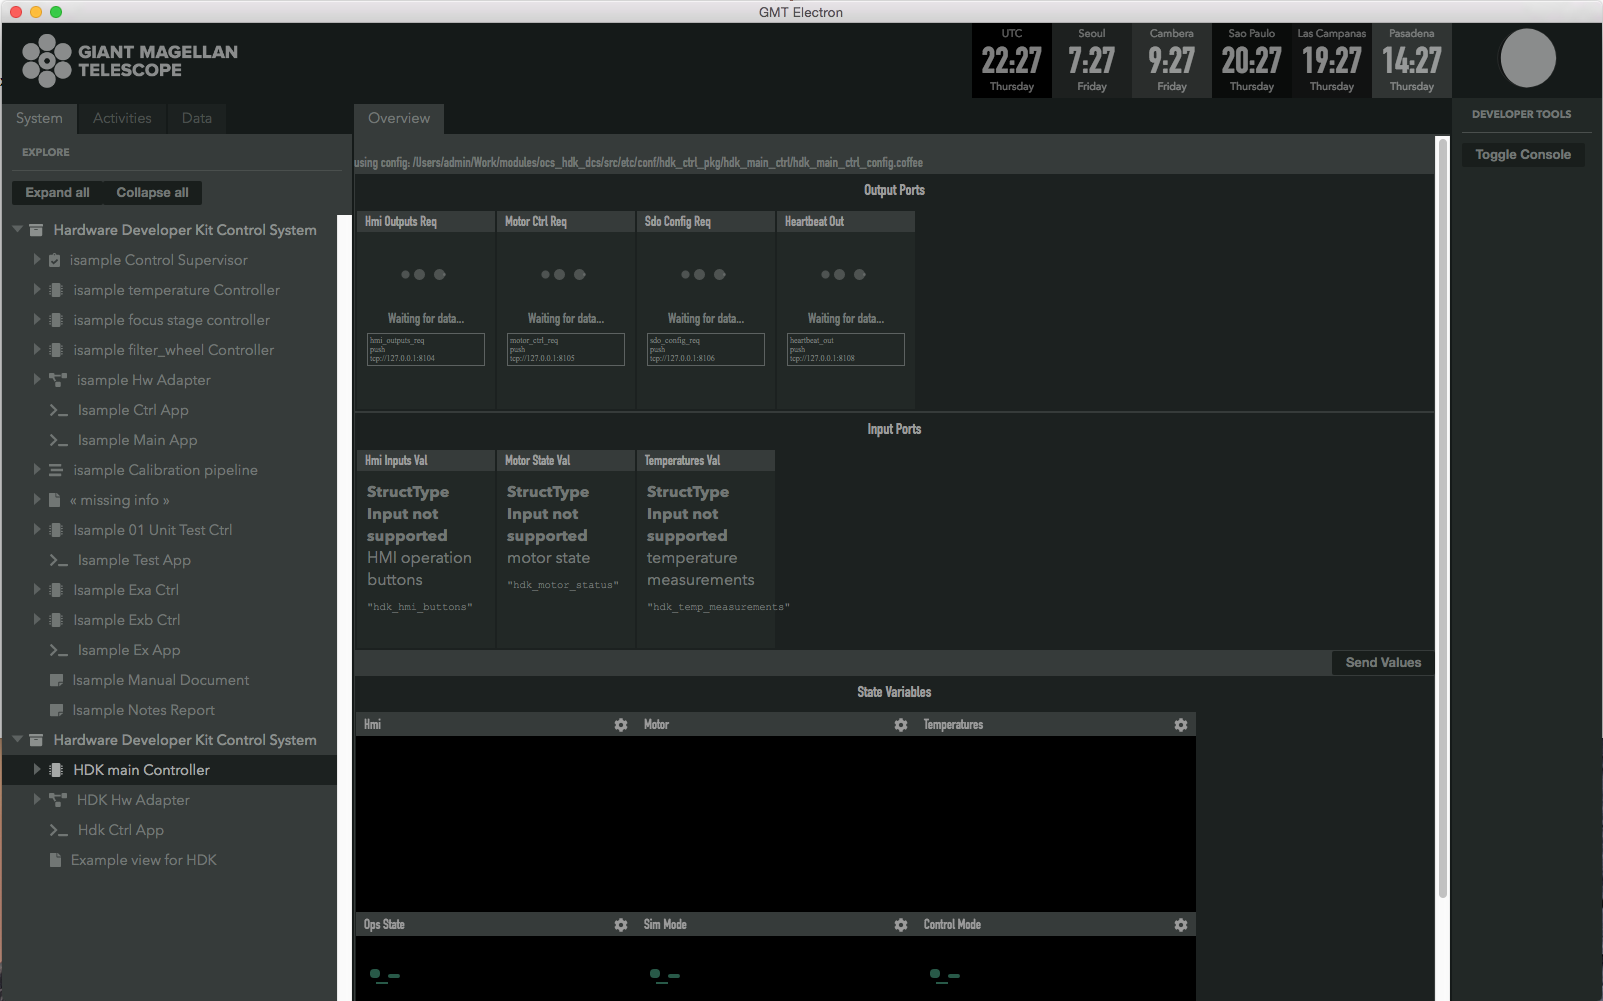 GMT Electron
GIANT MAGELLAN
TELESCOPE
UTC
22:27
Thursday
Seoul
7:27
Friday
Cambera
9:27
Friday
Sao Paulo
20:27
Thursday
Las Campanas
19:27
Thursday
Pasadena
14:27
Thursday
System
Activities
Data
EXPLORE
Expand all
Collapse all
Hardware Developer Kit Control System
isample Control Supervisor
isample temperature Controller
isample focus stage controller
isample filter_wheel Controller
isample Hw Adapter
Isample Ctrl App
Isample Main App
isample Calibration pipeline
« missing info »
Isample 01 Unit Test Ctrl
Isample Test App
Isample Exa Ctrl
Isample Exb Ctrl
Isample Ex App
Isample Manual Document
Isample Notes Report
Hardware Developer Kit Control System
HDK main Controller
HDK Hw Adapter
Hdk Ctrl App
Example view for HDK
Overview
using config: /Users/admin/Work/modules/ocs_hdk_dcs/src/etc/conf/hdk_ctrl_pkg/hdk_main_ctrl/hdk_main_ctrl_config.coffee
Output Ports
Hmi Outputs Req
Waiting for data...
hmi_outputs_req
push
tcp://127.0.0.1:8104
Motor Ctrl Req
Waiting for data...
motor_ctrl_req
push
tcp://127.0.0.1:8105
Sdo Config Req
Waiting for data...
sdo_config_req
push
tcp://127.0.0.1:8106
Heartbeat Out
Waiting for data...
heartbeat_out
push
tcp://127.0.0.1:8108
Input Ports
Hmi Inputs Val
StructType
Input not
supported
HMI operation
buttons
"hdk_hmi_buttons"
Motor State Val
StructType
Input not
supported
motor state
"hdk_motor_status"
Temperatures Val
StructType
Input not
supported
temperature
measurements
"hdk_temp_measurements"
Send Values
State Variables
Hmi
Motor
Temperatures
Ops State
Sim Mode
Control Mode
DEVELOPER TOOLS
Toggle Console